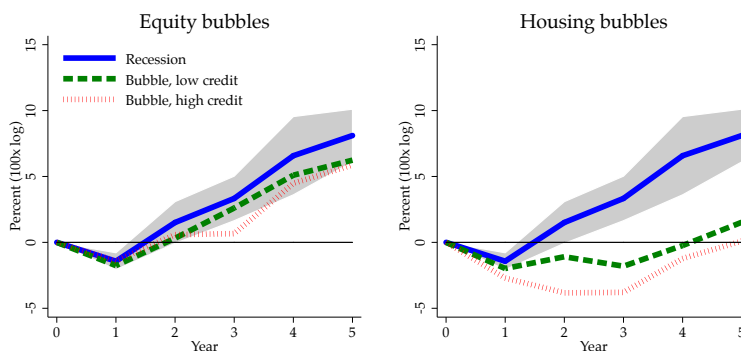 Equity bubbles
Percent (100x log)
15
10
5
0
-5
Recession
Bubble, low credit
Bubble, high credit
0 1 2 3 4 5
Year
Housing bubbles
Percent (100x log)
15
10
5
0
-5
0 1 2 3 4 5
Year